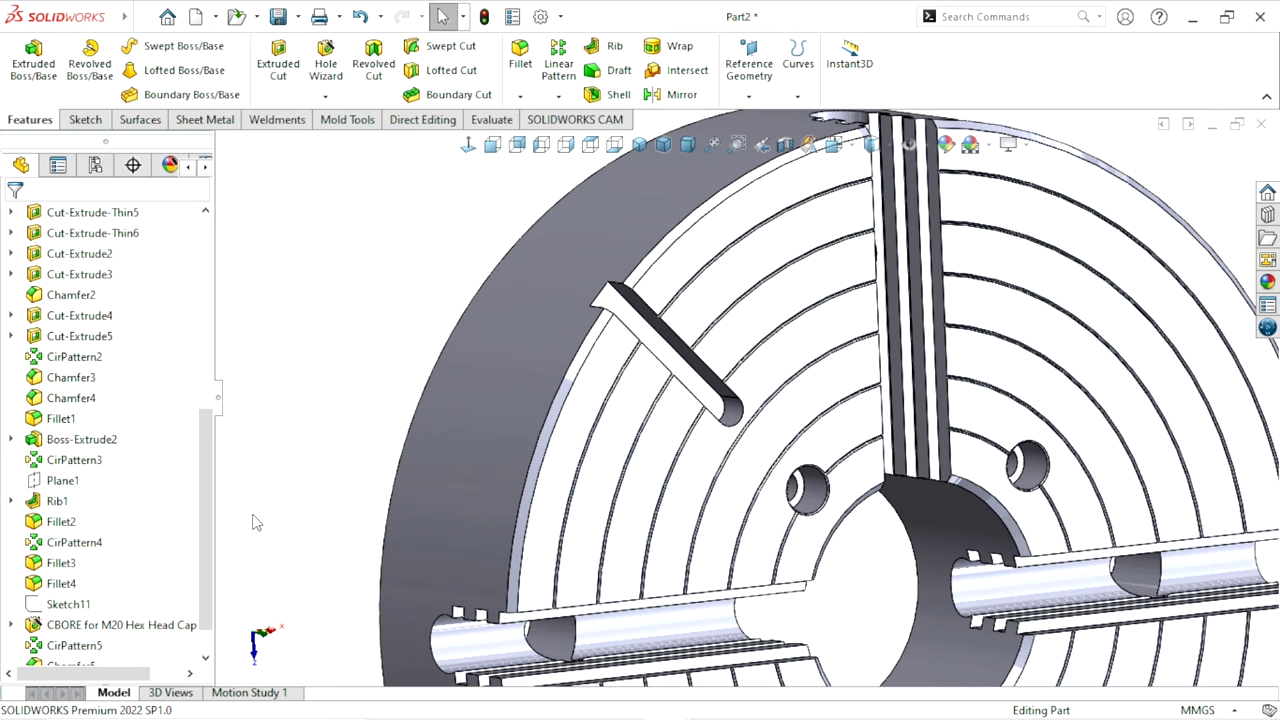 SOLIDWORKS
Part2 *
Search Commands
Extruded Boss/Base
Revolved Boss/Base
Swept Boss/Base
Lofted Boss/Base
Boundary Boss/Base
Extruded Cut
Hole Wizard
Revolved Cut
Swept Cut
Lofted Cut
Boundary Cut
Fillet
Linear Pattern
Rib
Draft
Shell
Wrap
Intersect
Mirror
Reference Geometry
Curves
Instant3D
Features
Sketch
Surfaces
Sheet Metal
Weldments
Mold Tools
Direct Editing
Evaluate
SOLIDWORKS CAM
Cut-Extrude-Thin5
Cut-Extrude-Thin6
Cut-Extrude2
Cut-Extrude3
Chamfer2
Cut-Extrude4
Cut-Extrude5
CirPattern2
Chamfer3
Chamfer4
Fillet1
Boss-Extrude2
CirPattern3
Plane1
Rib1
Fillet2
CirPattern4
Fillet3
Fillet4
Sketch11
CBORE for M20 Hex Head Cap
CirPattern5
x
z
Model
3D Views
Motion Study 1
SOLIDWORKS Premium 2022 SP1.0
Editing Part
MMGS